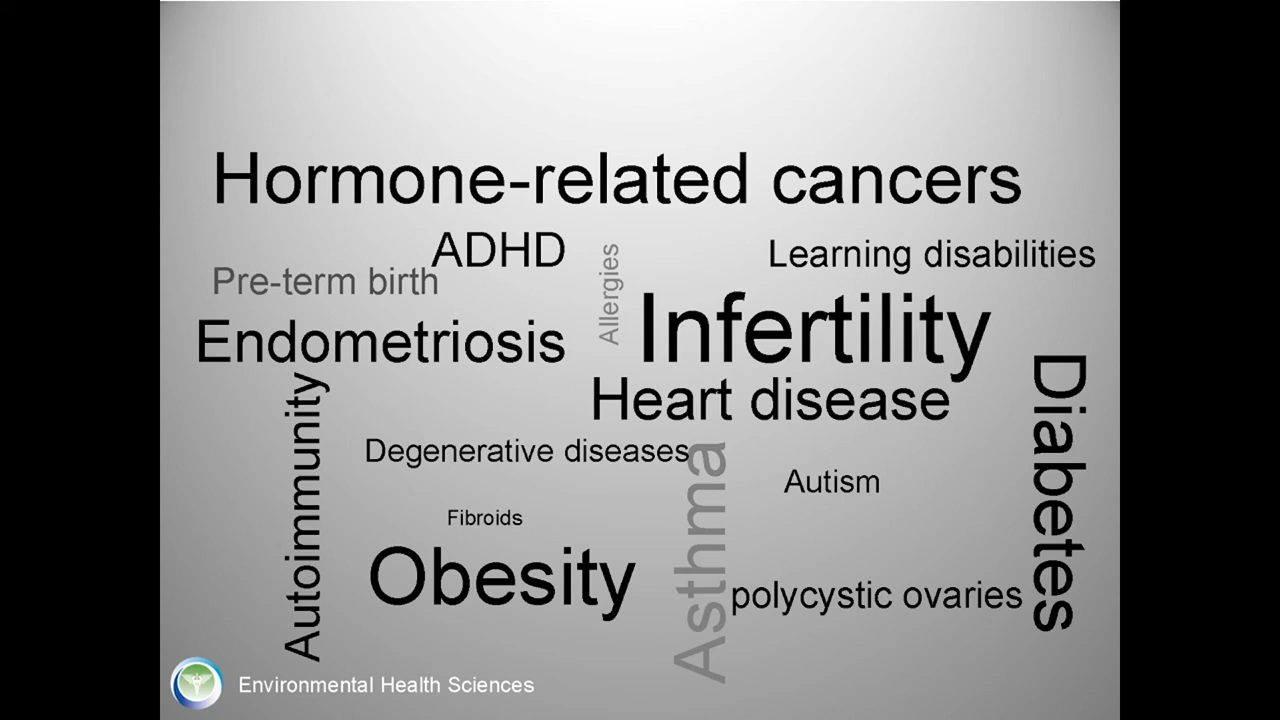 Hormone-related cancers
ADHD
Learning disabilities
Pre-term birth
Allergies
Endometriosis
Infertility
Heart disease
Diabetes
Autoimmunity
Degenerative diseases
Asthma
Autism
Fibroids
Obesity
polycystic ovaries
Environmental Health Sciences